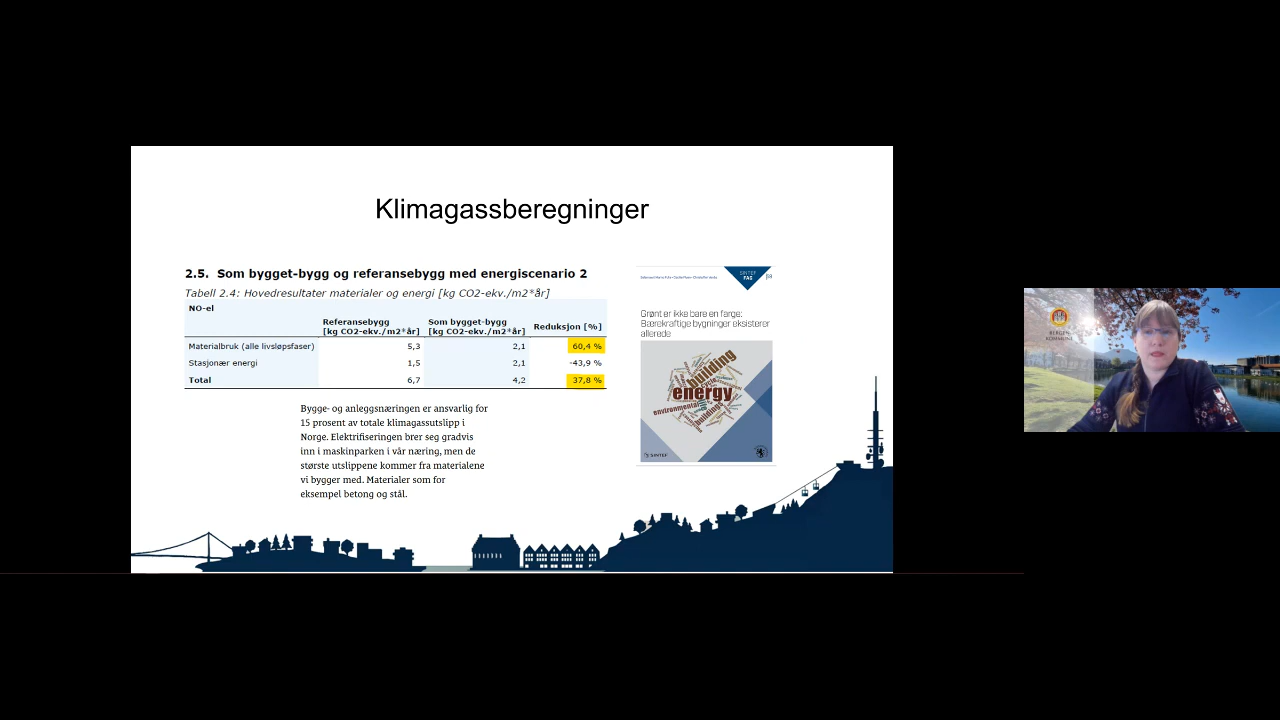 Klimagassberegninger
2.5. Som bygget-bygg og referansebygg med energiscenario 2
Tabell 2.4: Hovedresultater materialer og energi [kg CO2-ekv./m2*år]
NO-el
Referansebygg [kg CO2-ekv./m2*år] Som bygget-bygg [kg CO2-ekv./m2*år] Reduksjon [%]
Materialbruk (alle livsløpsfaser) 5,3 2,1 60,4 %
Stasjonær energi 1,5 2,1 -43,9 %
Total 6,7 4,2 37,8 %
Bygge- og anleggsnæringen er ansvarlig for
15 prosent av totale klimagassutslipp i
Norge. Elektrifiseringen brer seg gradvis
inn i maskinparken i vår næring, men de
største utslippene kommer fra materialene
vi bygger med. Materialer som for
eksempel betong og stål.
SINTEF
FAG
Grønt er ikke bare en farge:
Bærekraftige bygninger eksisterer
allerede
building
energy
environmental
buildings
SINTEF
BERGEN
KOMMUNE